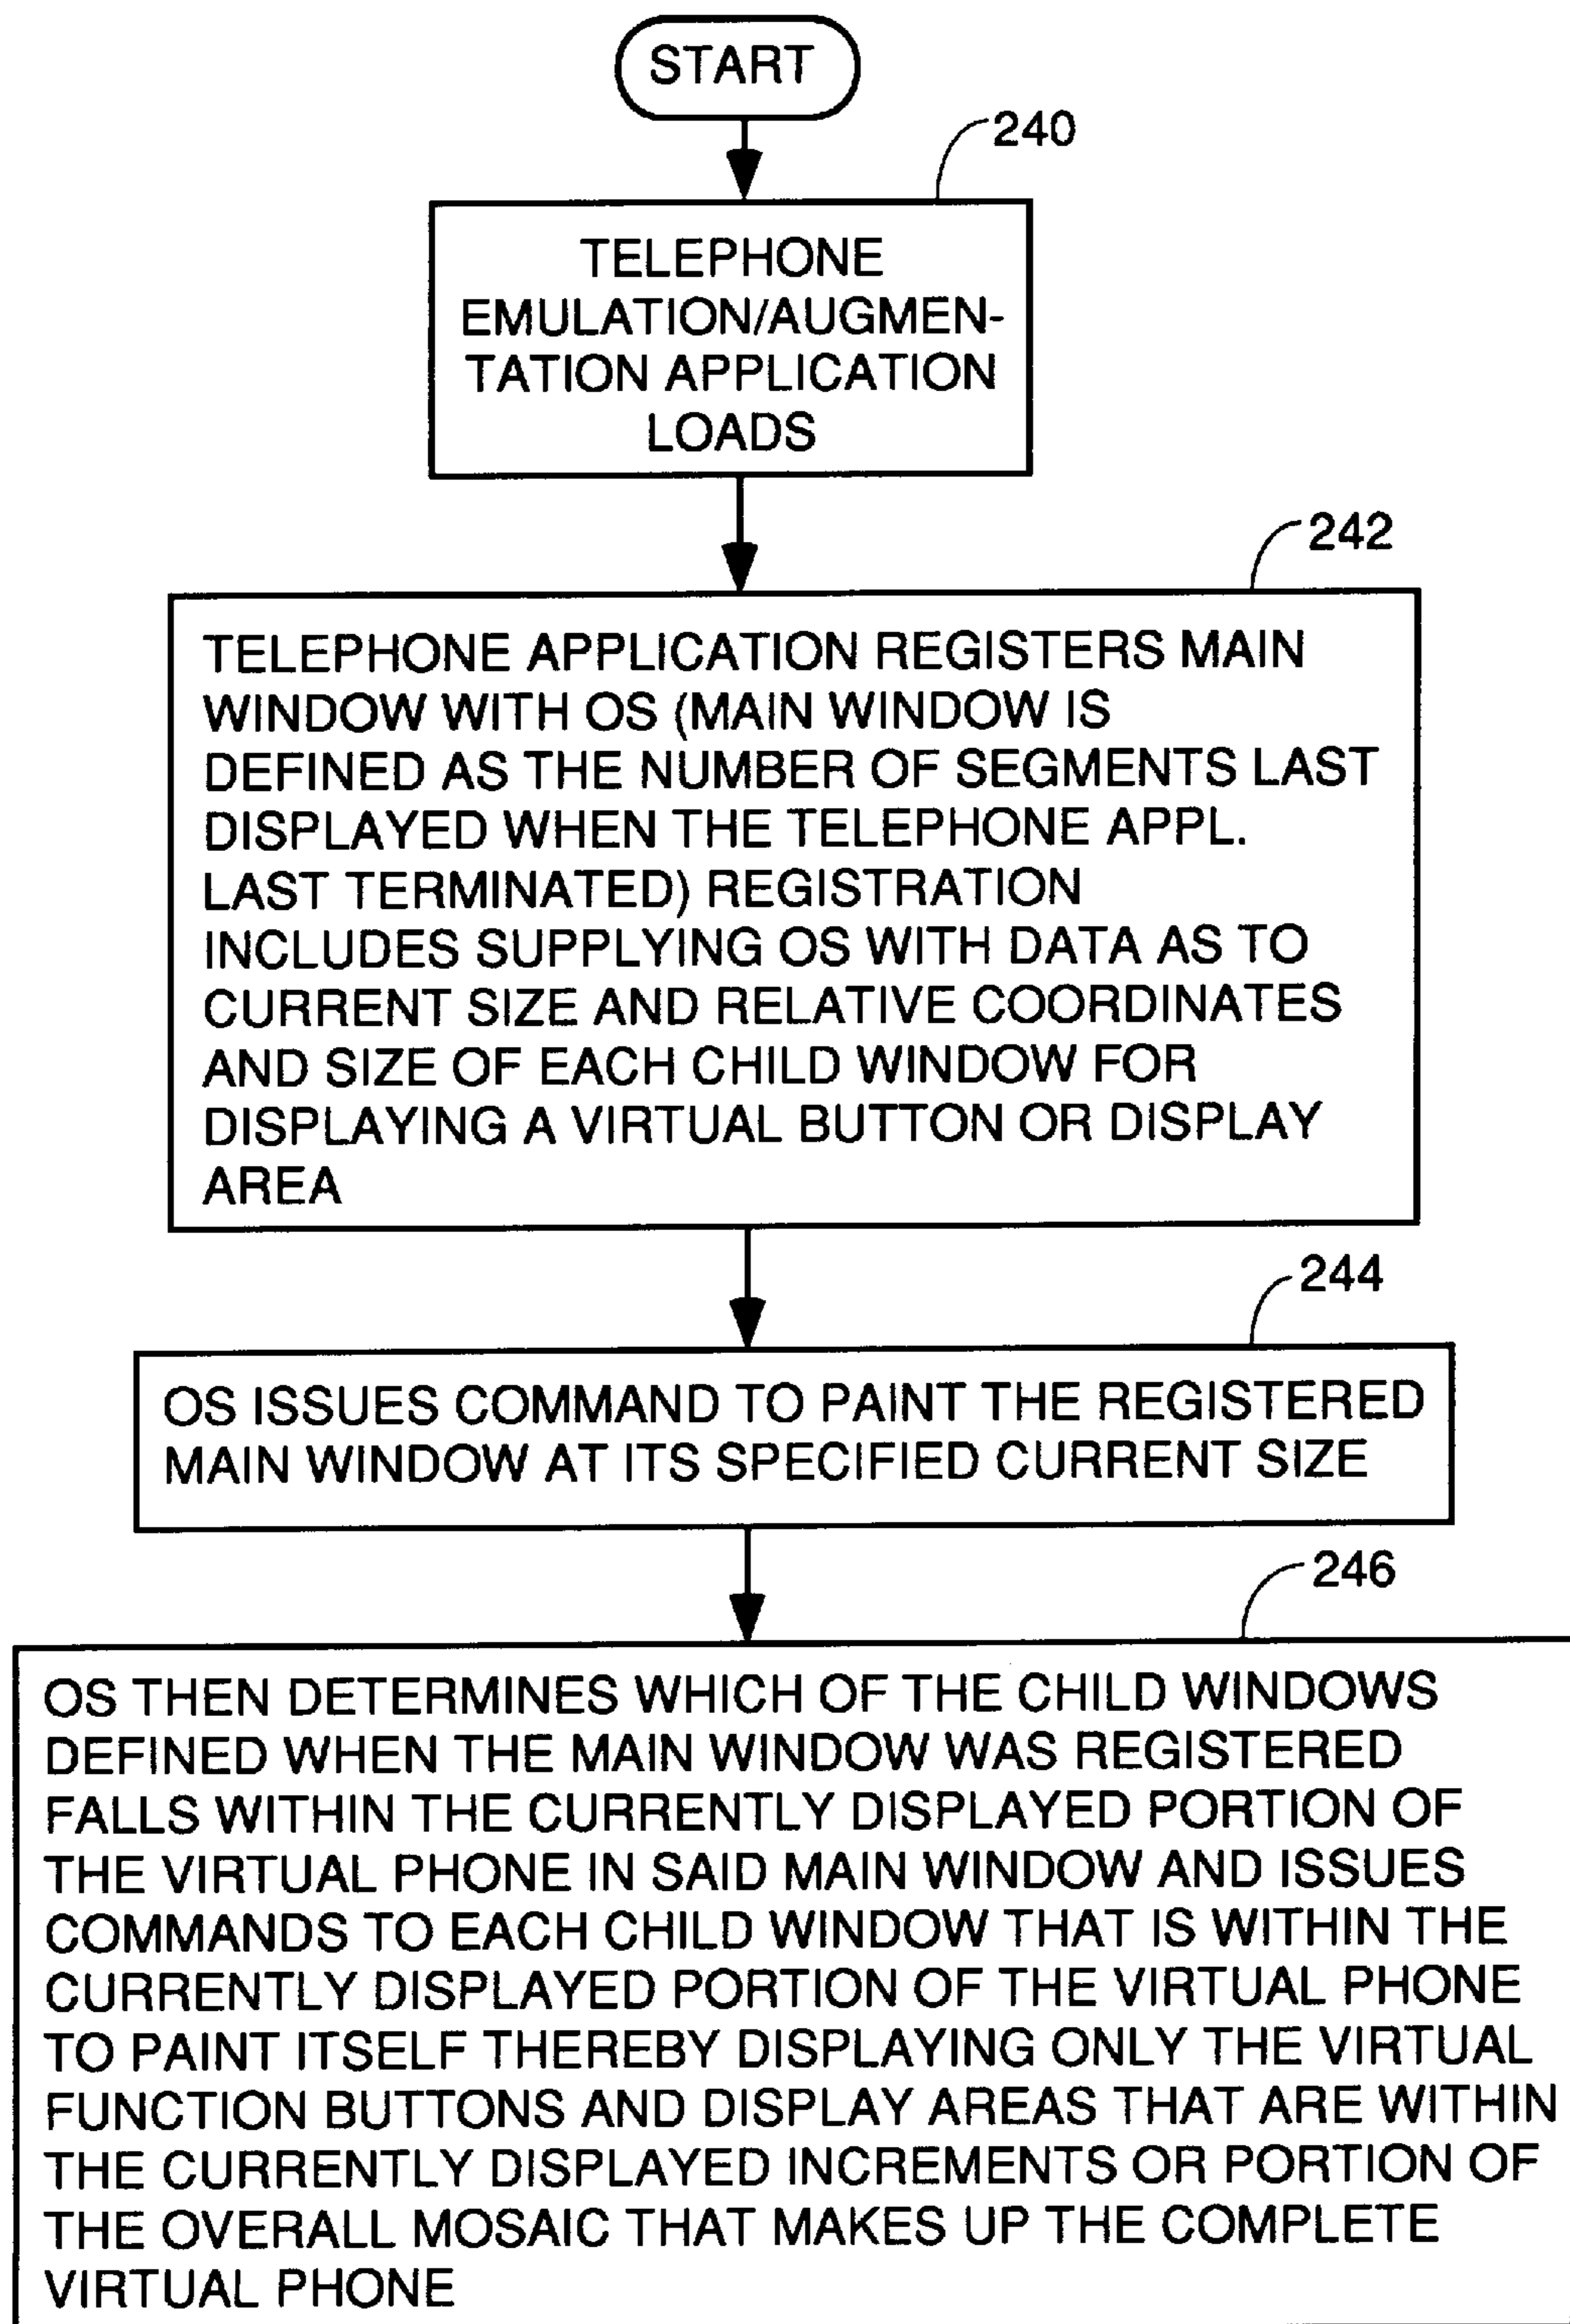 START
240
TELEPHONE
EMULATION/AUGMEN-
TATION APPLICATION
LOADS
242
TELEPHONE APPLICATION REGISTERS MAIN
WINDOW WITH OS (MAIN WINDOW IS
DEFINED AS THE NUMBER OF SEGMENTS LAST
DISPLAYED WHEN THE TELEPHONE APPL.
LAST TERMINATED) REGISTRATION
INCLUDES SUPPLYING OS WITH DATA AS TO
CURRENT SIZE AND RELATIVE COORDINATES
AND SIZE OF EACH CHILD WINDOW FOR
DISPLAYING A VIRTUAL BUTTON OR DISPLAY
AREA
244
OS ISSUES COMMAND TO PAINT THE REGISTERED
MAIN WINDOW AT ITS SPECIFIED CURRENT SIZE
246
OS THEN DETERMINES WHICH OF THE CHILD WINDOWS
DEFINED WHEN THE MAIN WINDOW WAS REGISTERED
FALLS WITHIN THE CURRENTLY DISPLAYED PORTION OF
THE VIRTUAL PHONE IN SAID MAIN WINDOW AND ISSUES
COMMANDS TO EACH CHILD WINDOW THAT IS WITHIN THE
CURRENTLY DISPLAYED PORTION OF THE VIRTUAL PHONE
TO PAINT ITSELF THEREBY DISPLAYING ONLY THE VIRTUAL
FUNCTION BUTTONS AND DISPLAY AREAS THAT ARE WITHIN
THE CURRENTLY DISPLAYED INCREMENTS OR PORTION OF
THE OVERALL MOSAIC THAT MAKES UP THE COMPLETE
VIRTUAL PHONE